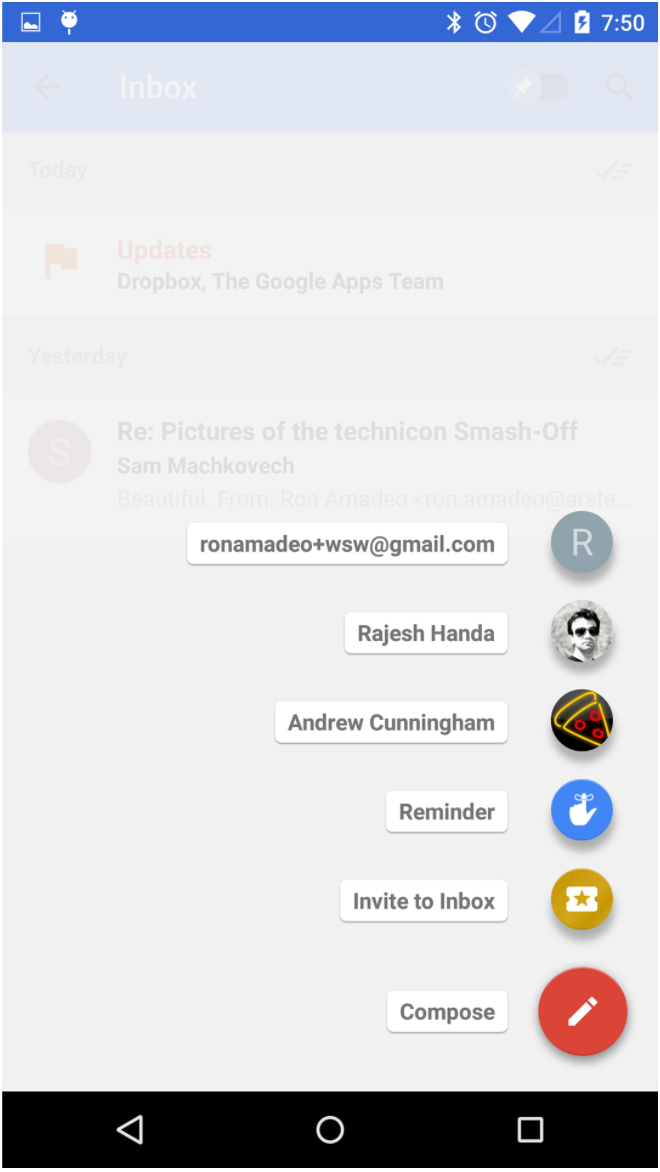 7:50
Inbox
Today
Updates
Dropbox, The Google Apps Team
Yesterday
S
Re: Pictures of the technicon Smash-Off
Sam Machkovech
Beautiful. From: Ron Amadeo <ron.amadeo@arste...
ronamadeo+wsw@gmail.com
R
Rajesh Handa
Andrew Cunningham
Reminder
Invite to Inbox
Compose